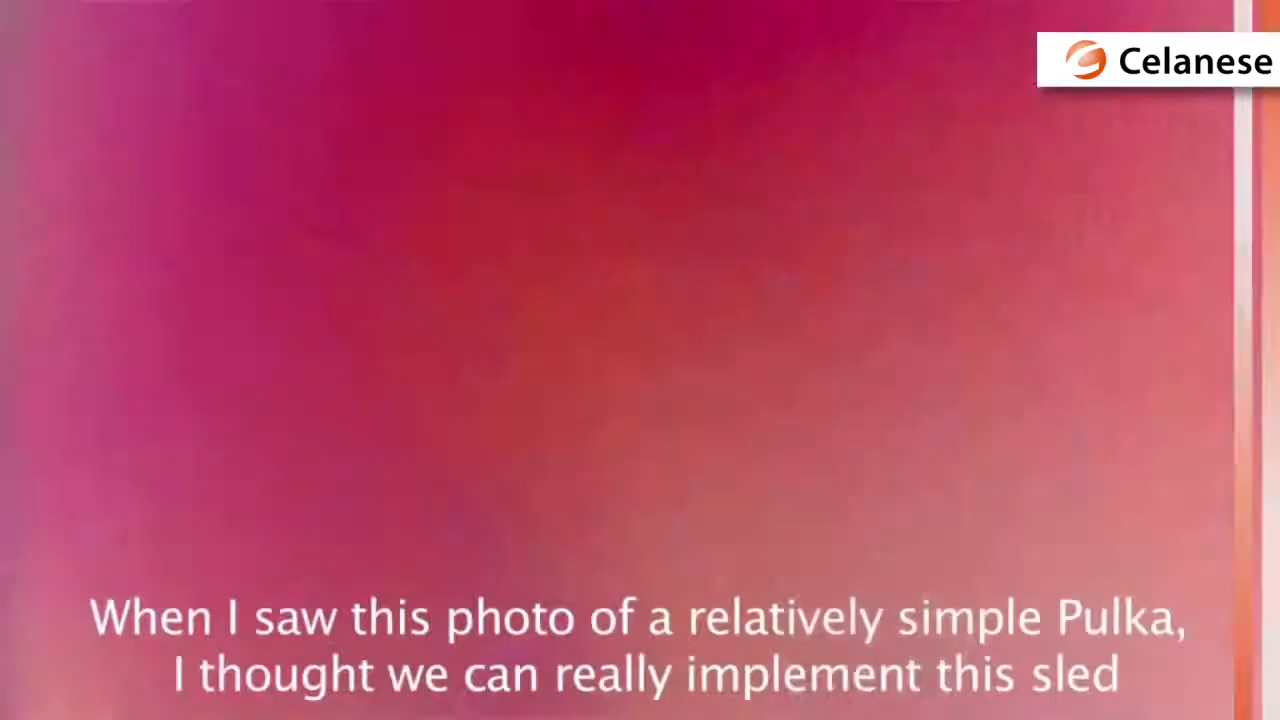 Celanese
When I saw this photo of a relatively simple Pulka,
I thought we can really implement this sled